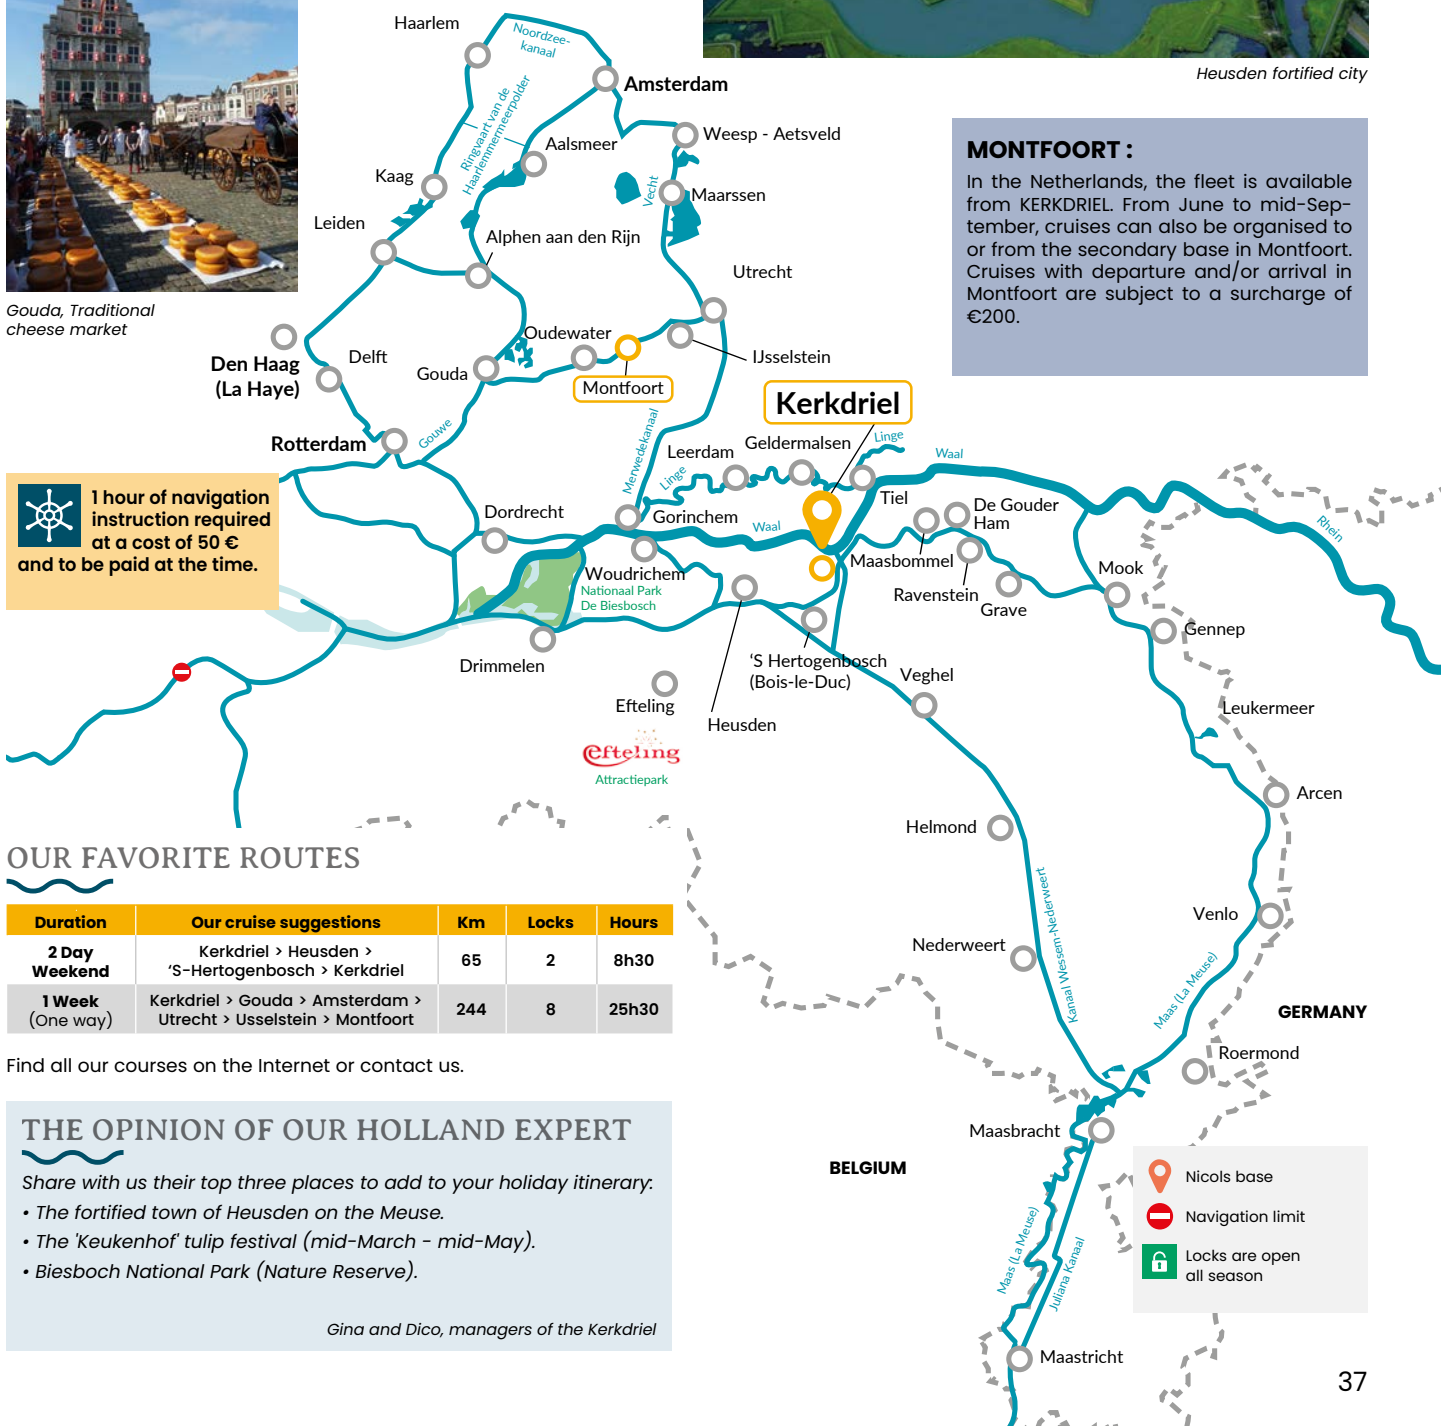 Haarlem
Noordzee-
kanaal
Amsterdam
Ringvaart van de
Haarlemmermeerpolder
Aalsmeer
Weesp - Aetsveld
Kaag
Vecht
Maarssen
Leiden
Alphen aan den Rijn
Utrecht
Heusden fortified city
MONTFOORT :
In the Netherlands, the fleet is available
from KERKDRIEL. From June to mid-Sep-
tember, cruises can also be organised to
or from the secondary base in Montfoort.
Cruises with departure and/or arrival in
Montfoort are subject to a surcharge of
€200.
Gouda, Traditional
cheese market
Den Haag
(La Haye)
Delft
Gouda
Oudewater
Montfoort
IJsselstein
Kerkdriel
Rotterdam
Gouwe
Merwedekanaal
Leerdam
Linge
Geldermalsen
Linge
Waal
Tiel
De Gouder
Ham
Rhein
1 hour of navigation
instruction required
at a cost of 50 €
and to be paid at the time.
Dordrecht
Gorinchem
Waal
Maasbommel
Ravenstein
Grave
Mook
Woudrichem
Nationaal Park
De Biesbosch
Gennep
Drimmelen
'S Hertogenbosch
(Bois-le-Duc)
Veghel
Efteling
Heusden
Leukermeer
efteling
Attractiepark
Arcen
Helmond
Kanaal Wessem-Nederweert
Venlo
Nederweert
Maas (La Meuse)
GERMANY
Roermond
Maasbracht
BELGIUM
Maas (La Meuse)
Juliana Kanaal
Maastricht
OUR FAVORITE ROUTES
Duration Our cruise suggestions Km Locks Hours
2 Day
Weekend
Kerkdriel > Heusden >
'S-Hertogenbosch > Kerkdriel
65 2 8h30
1 Week
(One way)
Kerkdriel > Gouda > Amsterdam >
Utrecht > Usselstein > Montfoort
244 8 25h30
Find all our courses on the Internet or contact us.
THE OPINION OF OUR HOLLAND EXPERT
Share with us their top three places to add to your holiday itinerary:
• The fortified town of Heusden on the Meuse.
• The 'Keukenhof' tulip festival (mid-March - mid-May).
• Biesboch National Park (Nature Reserve).
Gina and Dico, managers of the Kerkdriel
Nicols base
Navigation limit
Locks are open
all season
37